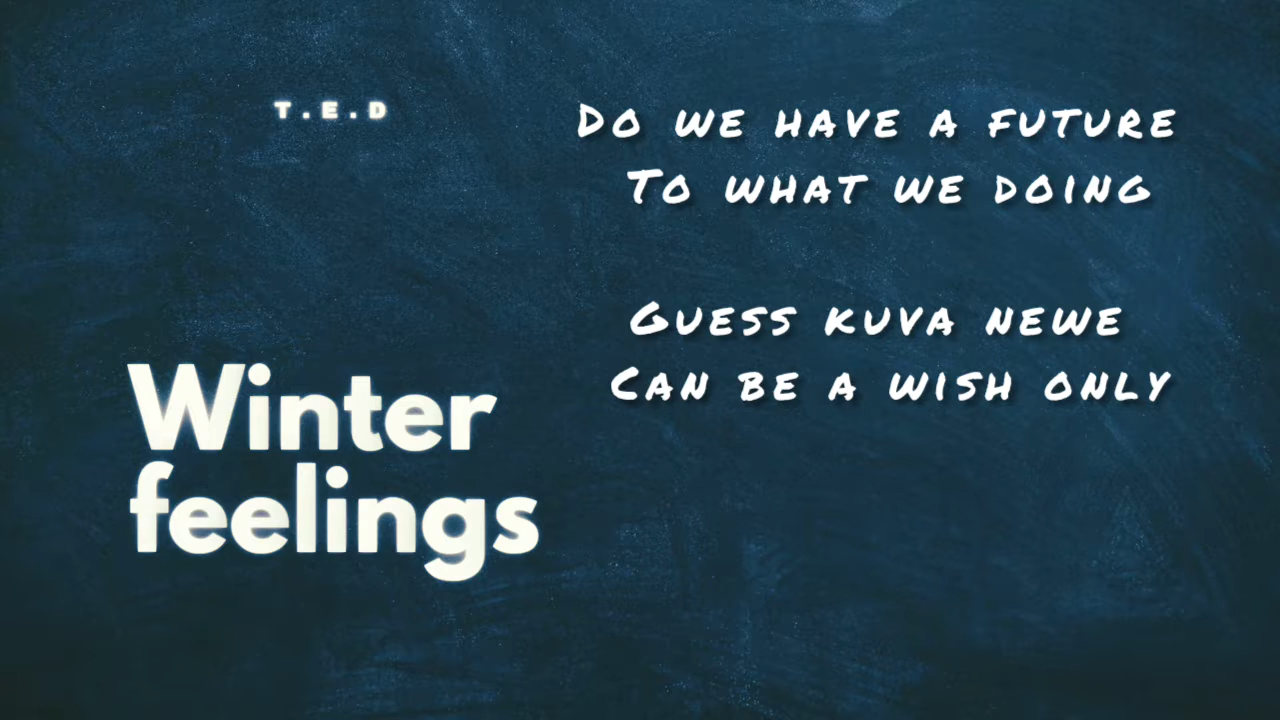 T.E.D
Winter
feelings
Do we have a future
To what we doing
Guess kuva newe
Can be a wish only